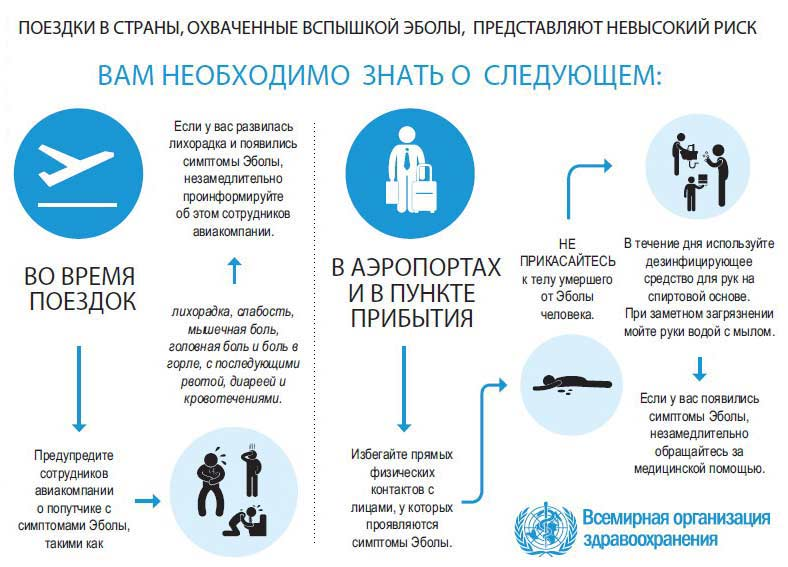 ПОЕЗДКИ В СТРАНЫ, ОХВАЧЕННЫЕ ВСПЫШКОЙ ЭБОЛЫ, ПРЕДСТАВЛЯЮТ НЕВЫСОКИЙ РИСК
ВАМ НЕОБХОДИМО ЗНАТЬ О СЛЕДУЮЩЕМ:
ВО ВРЕМЯ
ПОЕЗДОК
Предупредите
сотрудников
авиакомпании
о попутчике с
симптомами Эболы,
такими как
лихорадка, слабость,
мышечная боль,
головная боль и боль в
горле, с последующими
рвотой, диареей и
кровотечениями.
Если у вас развилась
лихорадка и появились
симптомы Эболы,
незамедлительно
проинформируйте
об этом сотрудников
авиакомпании.
В АЭРОПОРТАХ
И В ПУНКТЕ
ПРИБЫТИЯ
Избегайте прямых
физических
контактов с
лицами, у которых
проявляются
симптомы Эболы.
НЕ
ПРИКАСАЙТЕСЬ
к телу умершего
от Эболы
человека.
В течение дня используйте
дезинфицирующее
средство для рук на
спиртовой основе.
При заметном загрязнении
мойте руки водой с мылом.
Если у вас появились
симптомы Эболы,
незамедлительно
обращайтесь за
медицинской помощью.
Всемирная организация
здравоохранения